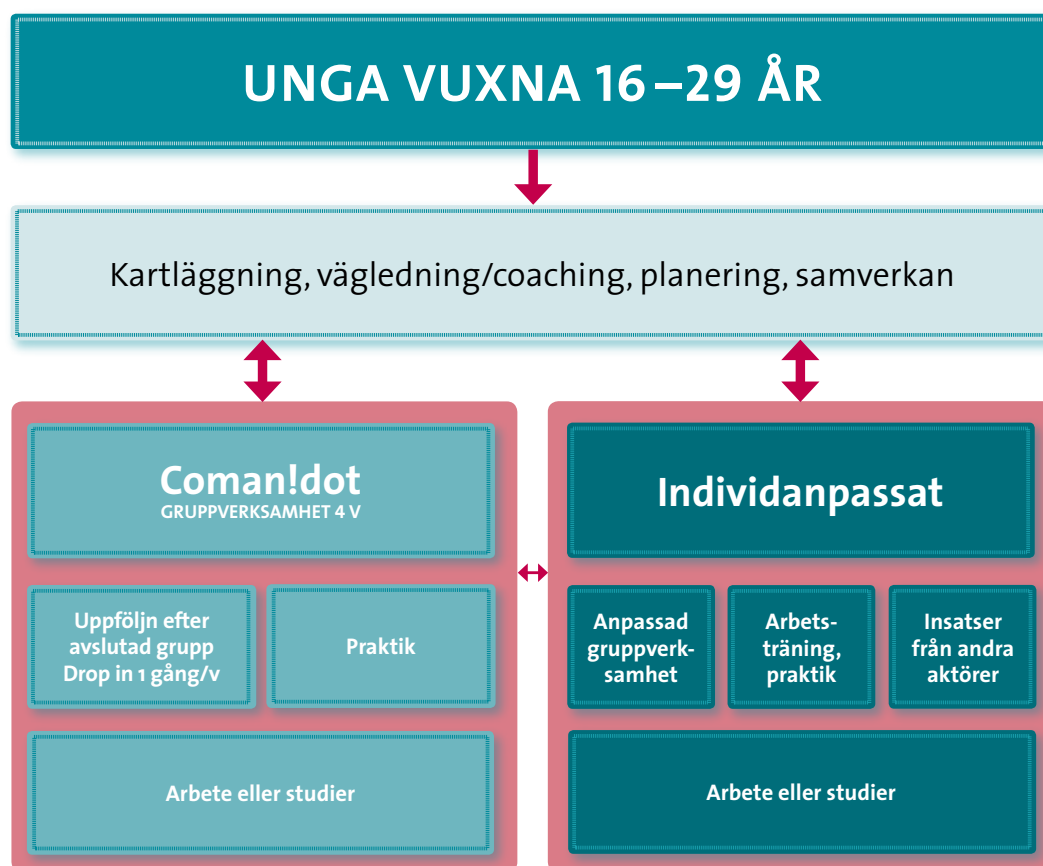 UNGA VUXNA 16–29 ÅR
Kartläggning, vägledning/coaching, planering, samverkan
Coman!dot
GRUPPVERKSAMHET 4 V
Uppföljn efter
avslutad grupp
Drop in 1 gång/v
Praktik
Arbete eller studier
Individanpassat
Anpassad
gruppverk-
samhet
Arbets-
träning,
praktik
Insatser
från andra
aktörer
Arbete eller studier